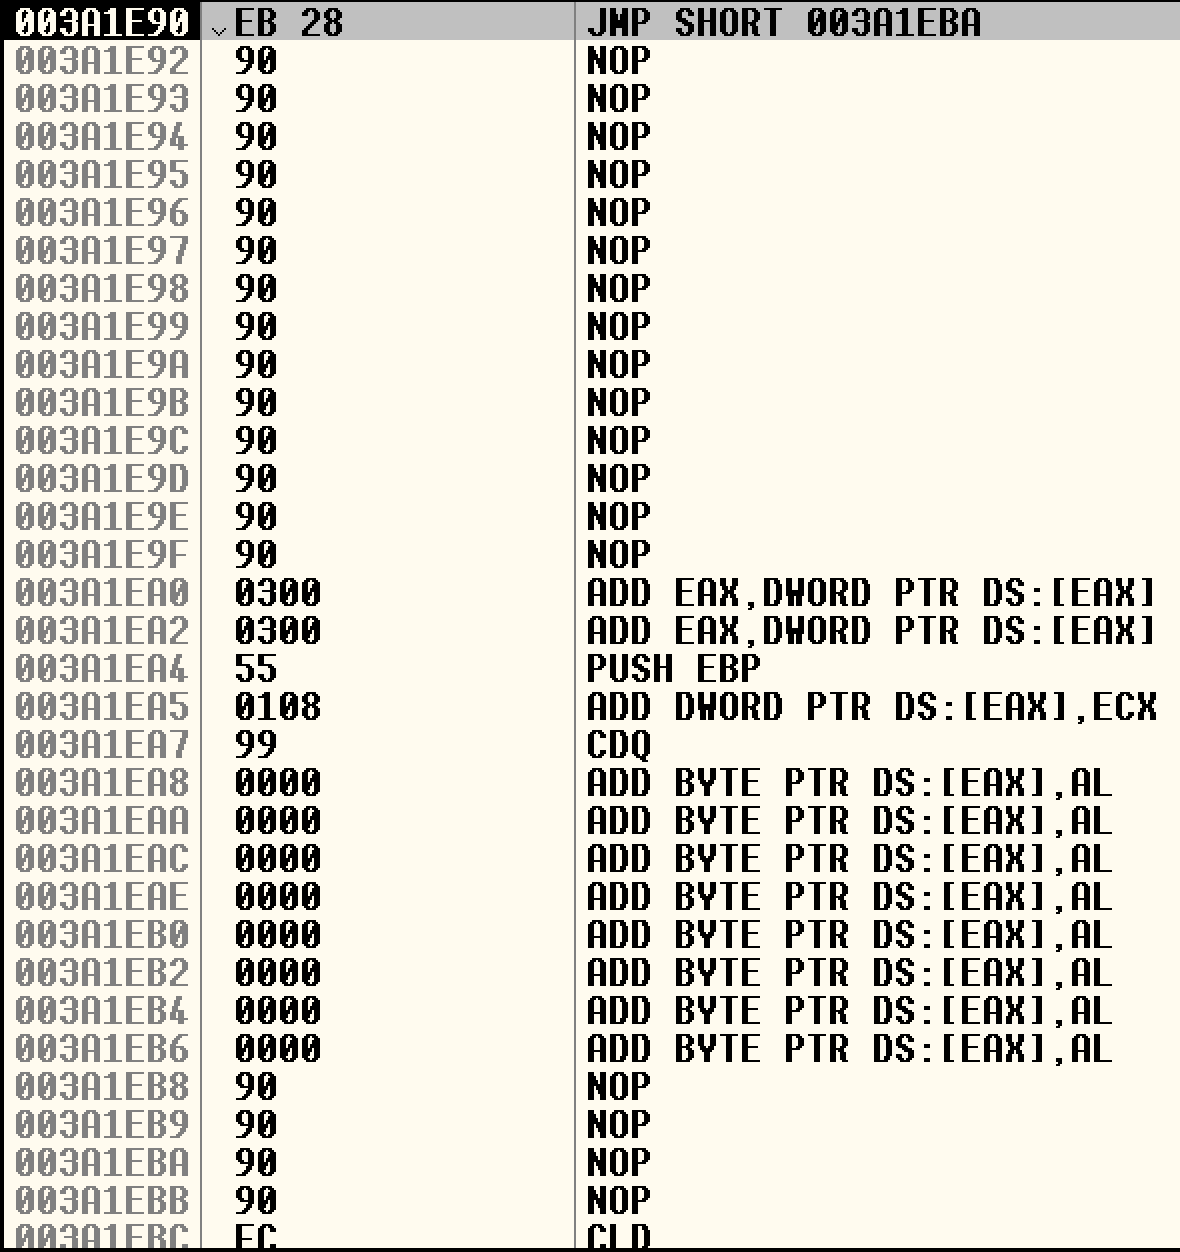 003A1E90 EB 28 JMP SHORT 003A1EBA
003A1E92 90 NOP
003A1E93 90 NOP
003A1E94 90 NOP
003A1E95 90 NOP
003A1E96 90 NOP
003A1E97 90 NOP
003A1E98 90 NOP
003A1E99 90 NOP
003A1E9A 90 NOP
003A1E9B 90 NOP
003A1E9C 90 NOP
003A1E9D 90 NOP
003A1E9E 90 NOP
003A1E9F 90 NOP
003A1EA0 0300 ADD EAX,DWORD PTR DS:[EAX]
003A1EA2 0300 ADD EAX,DWORD PTR DS:[EAX]
003A1EA4 55 PUSH EBP
003A1EA5 0108 ADD DWORD PTR DS:[EAX],ECX
003A1EA7 99 CDQ
003A1EA8 0000 ADD BYTE PTR DS:[EAX],AL
003A1EAA 0000 ADD BYTE PTR DS:[EAX],AL
003A1EAC 0000 ADD BYTE PTR DS:[EAX],AL
003A1EAE 0000 ADD BYTE PTR DS:[EAX],AL
003A1EB0 0000 ADD BYTE PTR DS:[EAX],AL
003A1EB2 0000 ADD BYTE PTR DS:[EAX],AL
003A1EB4 0000 ADD BYTE PTR DS:[EAX],AL
003A1EB6 0000 ADD BYTE PTR DS:[EAX],AL
003A1EB8 90 NOP
003A1EB9 90 NOP
003A1EBA 90 NOP
003A1EBB 90 NOP
003A1EBC FC CLD